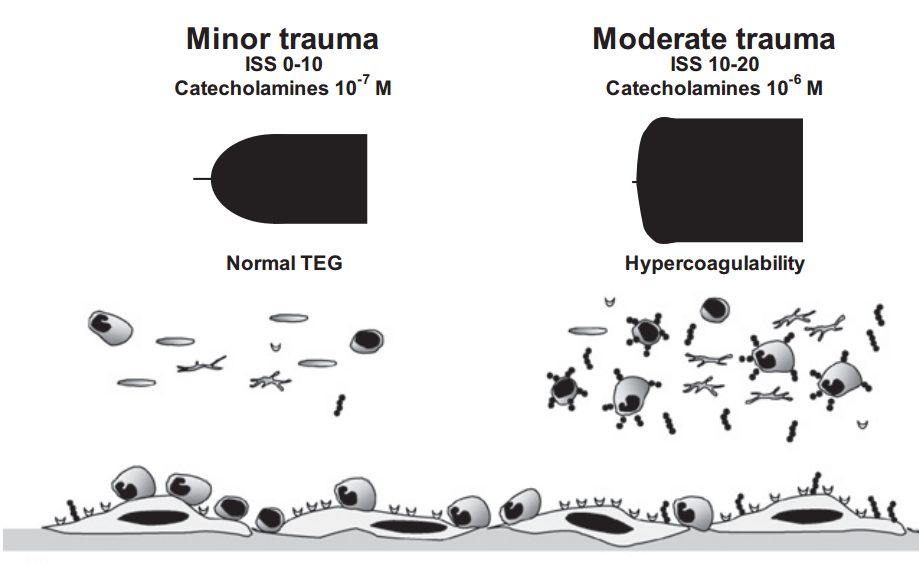 Minor trauma
ISS 0-10
Catecholamines 10⁻⁷ M
Normal TEG
Moderate trauma
ISS 10-20
Catecholamines 10⁻⁶ M
Hypercoagulability